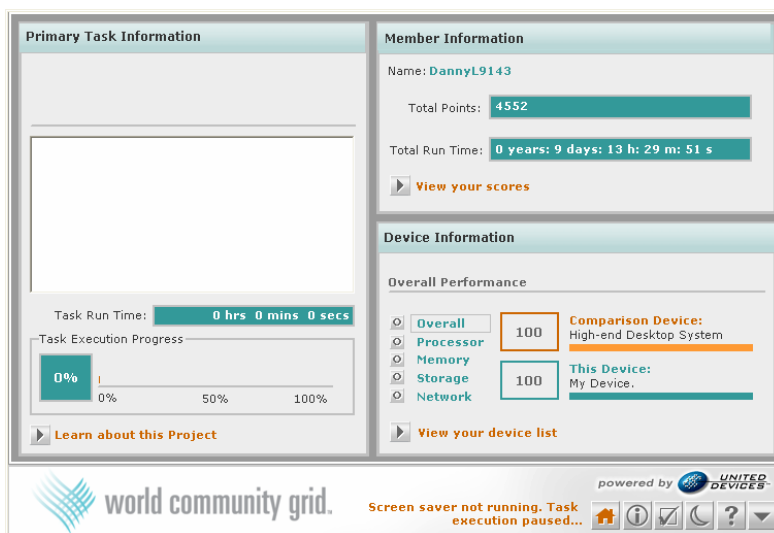 Primary Task Information
Task Run Time: 0 hrs 0 mins 0 secs
Task Execution Progress
0%
0% 50% 100%
Learn about this Project
Member Information
Name: DannyL9143
Total Points: 4552
Total Run Time: 0 years: 9 days: 13 h: 29 m: 51 s
View your scores
Device Information
Overall Performance
Overall
Processor
Memory
Storage
Network
100
Comparison Device:
High-end Desktop System
100
This Device:
My Device.
View your device list
world community grid.
Screen saver not running. Task
execution paused...
powered by UNITED
DEVICES
?